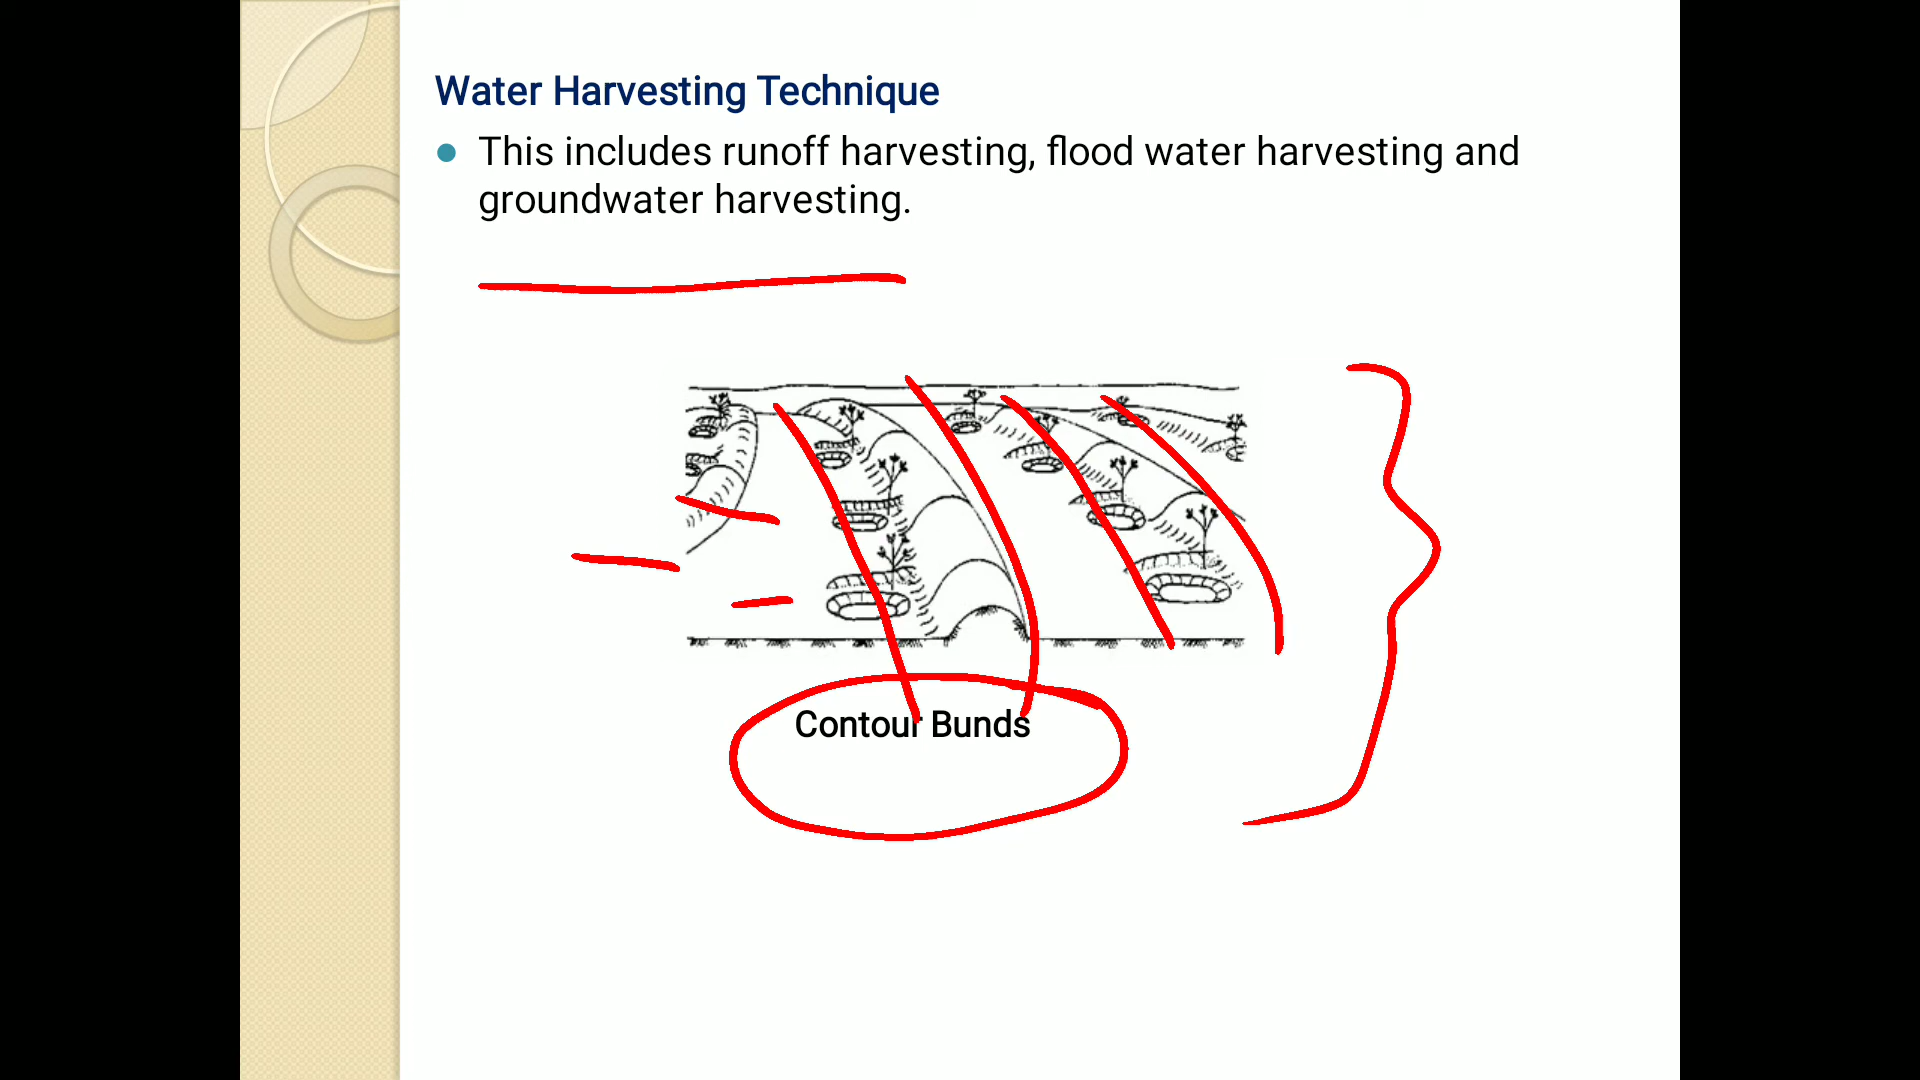 Water Harvesting Technique
This includes runoff harvesting, flood water harvesting and
groundwater harvesting.
Contour Bunds